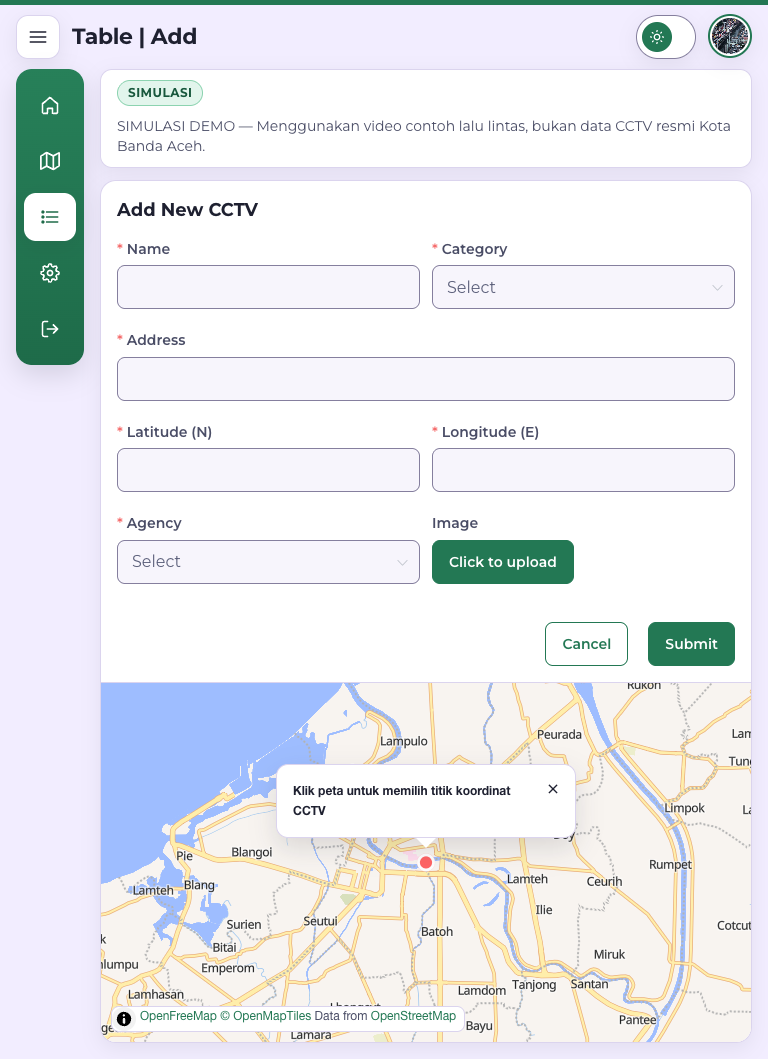 Table | Add
SIMULASI
SIMULASI DEMO — Menggunakan video contoh lalu lintas, bukan data CCTV resmi Kota
Banda Aceh.
Add New CCTV
* Name
* Category
Select
* Address
* Latitude (N)
* Longitude (E)
* Agency
Image
Select
Click to upload
Cancel
Submit
Rukoh
Lampulo
Peurada
Klik peta untuk memilih titik koordinat
CCTV
Limpok
Pie
Blangoi
Rumpet
Lamteh
Blang
Lamteh
Ceurih
Surien
Seutui
Ilie
Bitai
Batoh
Emperom
Miruk
Lamhasan
Lamdom
Tanjong
Santan
OpenFreeMap © OpenMapTiles Data from OpenStreetMap
Pantee
Bayu
Lamara